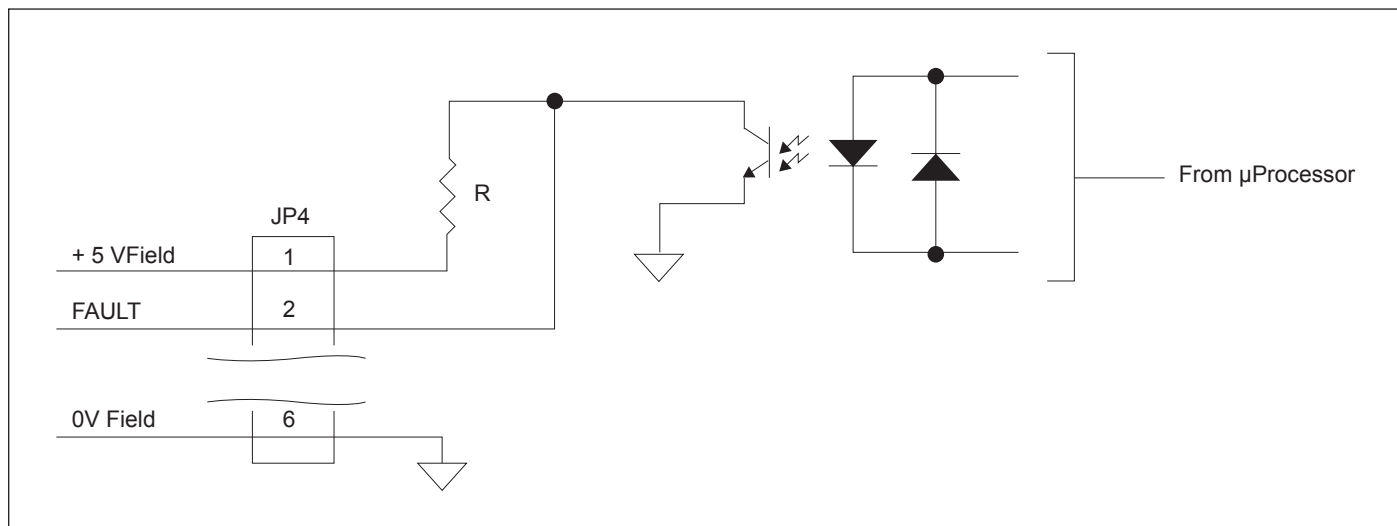 From µProcessor
R
JP4
+ 5 VField
1
FAULT
2
0V Field
6